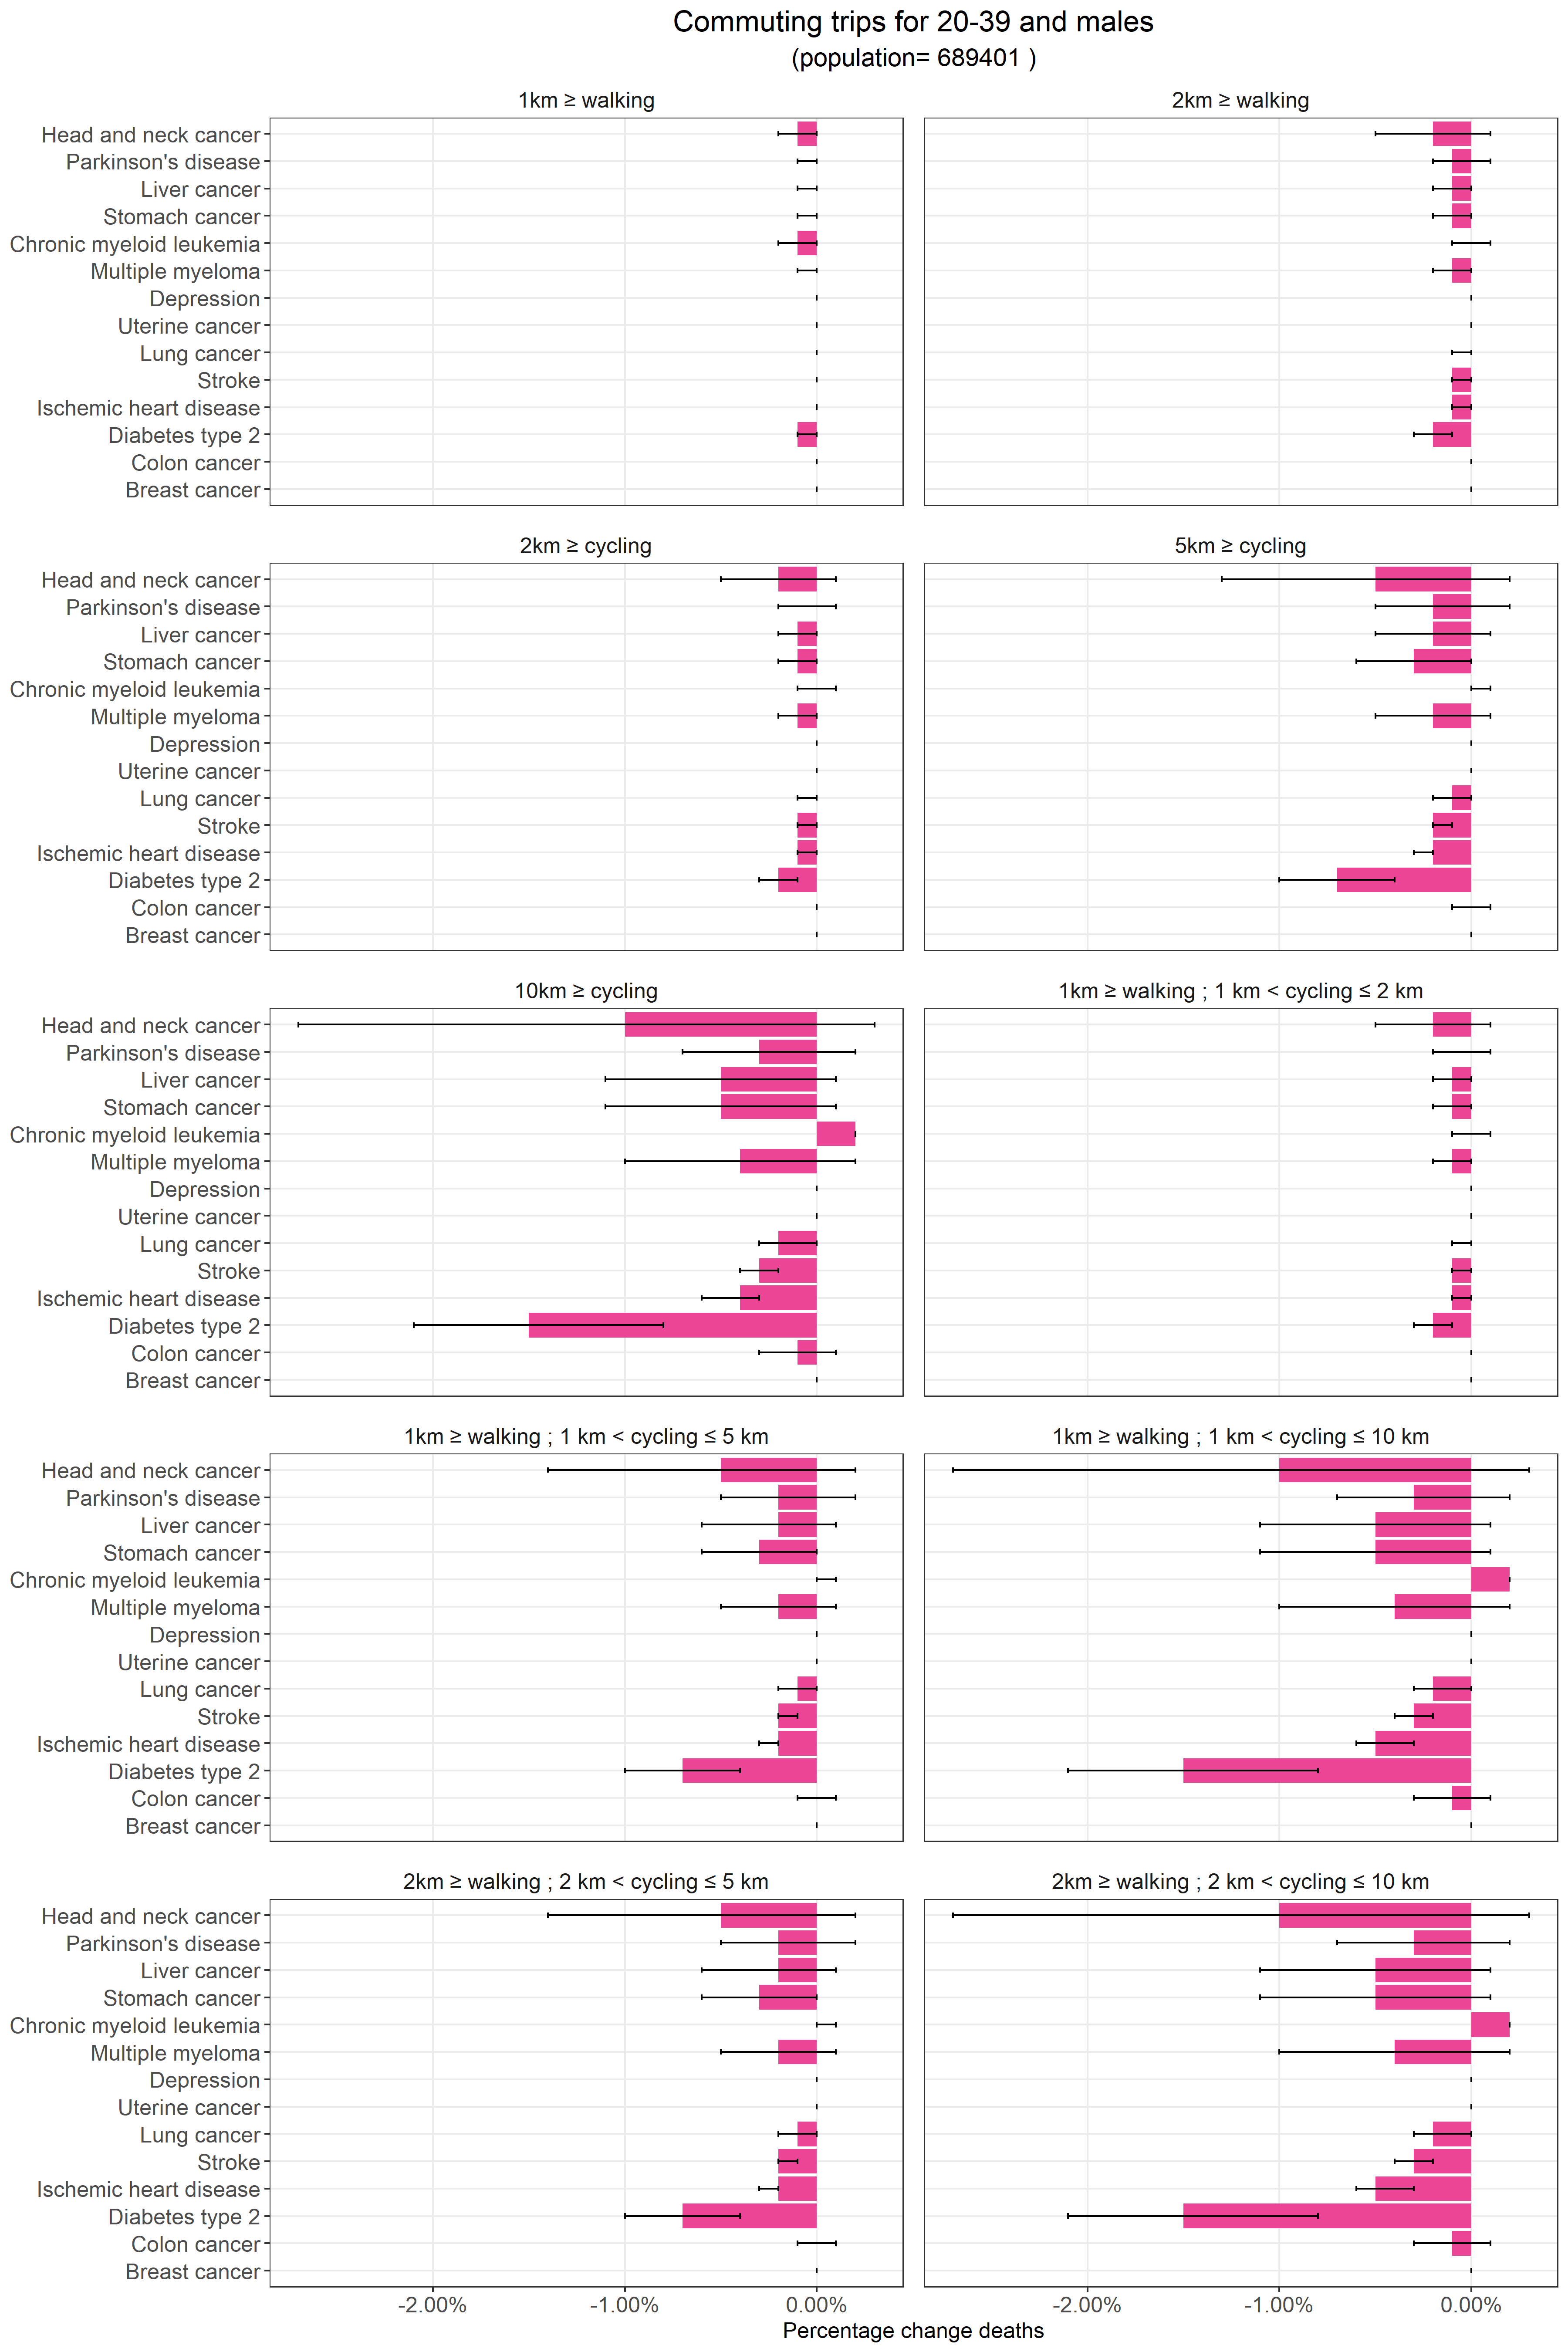 Commuting trips for 20-39 and males
(population= 689401 )
1km ≥ walking
2km ≥ walking
Head and neck cancer
Parkinson's disease
Liver cancer
Stomach cancer
Chronic myeloid leukemia
Multiple myeloma
Depression
Uterine cancer
Lung cancer
Stroke
Ischemic heart disease
Diabetes type 2
Colon cancer
Breast cancer
2km ≥ cycling
5km ≥ cycling
Head and neck cancer
Parkinson's disease
Liver cancer
Stomach cancer
Chronic myeloid leukemia
Multiple myeloma
Depression
Uterine cancer
Lung cancer
Stroke
Ischemic heart disease
Diabetes type 2
Colon cancer
Breast cancer
10km ≥ cycling
1km ≥ walking ; 1 km < cycling ≤ 2 km
Head and neck cancer
Parkinson's disease
Liver cancer
Stomach cancer
Chronic myeloid leukemia
Multiple myeloma
Depression
Uterine cancer
Lung cancer
Stroke
Ischemic heart disease
Diabetes type 2
Colon cancer
Breast cancer
1km ≥ walking ; 1 km < cycling ≤ 5 km
1km ≥ walking ; 1 km < cycling ≤ 10 km
Head and neck cancer
Parkinson's disease
Liver cancer
Stomach cancer
Chronic myeloid leukemia
Multiple myeloma
Depression
Uterine cancer
Lung cancer
Stroke
Ischemic heart disease
Diabetes type 2
Colon cancer
Breast cancer
2km ≥ walking ; 2 km < cycling ≤ 5 km
2km ≥ walking ; 2 km < cycling ≤ 10 km
Head and neck cancer
Parkinson's disease
Liver cancer
Stomach cancer
Chronic myeloid leukemia
Multiple myeloma
Depression
Uterine cancer
Lung cancer
Stroke
Ischemic heart disease
Diabetes type 2
Colon cancer
Breast cancer
-2.00% -1.00% 0.00% -2.00% -1.00% 0.00%
Percentage change deaths